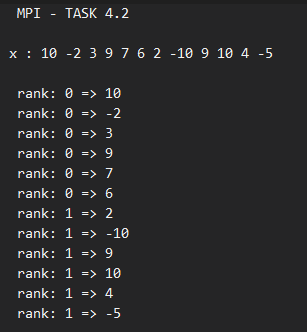 MPI - TASK 4.2
x : 10 -2 3 9 7 6 2 -10 9 10 4 -5
rank: 0 => 10
rank: 0 => -2
rank: 0 => 3
rank: 0 => 9
rank: 0 => 7
rank: 0 => 6
rank: 1 => 2
rank: 1 => -10
rank: 1 => 9
rank: 1 => 10
rank: 1 => 4
rank: 1 => -5